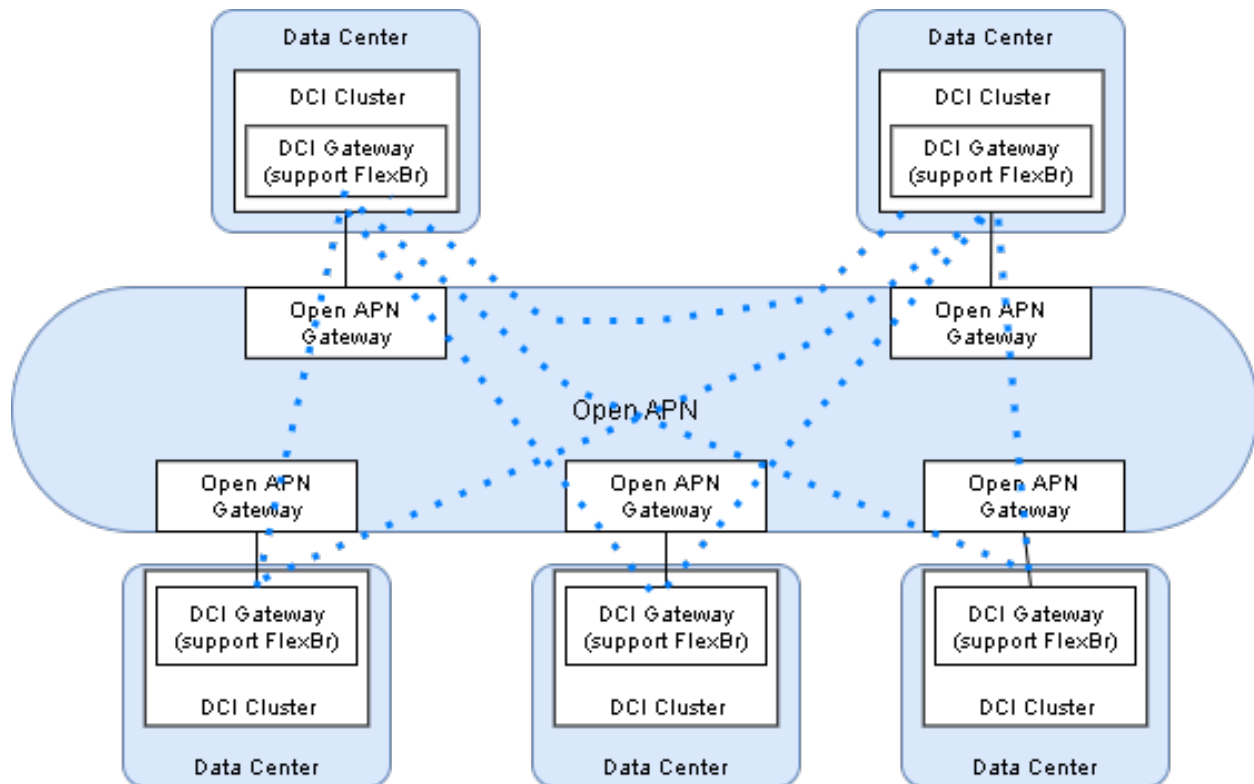 Data Center
DCI Cluster
DCI Gateway
(support FlexBr)
Data Center
DCI Cluster
DCI Gateway
(support FlexBr)
Open APN
Gateway
Open APN
Gateway
Open APN
Open APN
Gateway
Open APN
Gateway
Open APN
Gateway
DCI Gateway
(support FlexBr)
DCI Cluster
Data Center
DCI Gateway
(support FlexBr)
DCI Cluster
Data Center
DCI Gateway
(support FlexBr)
DCI Cluster
Data Center